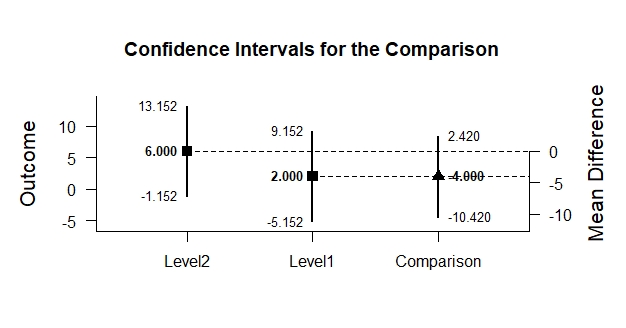 Confidence Intervals for the Comparison
Outcome
10
5
0
-5
13.152
6.000
-1.152
9.152
2.000
-5.152
2.420
-4.000
-10.420
0
-5
-10
Mean Difference
Level2
Level1
Comparison